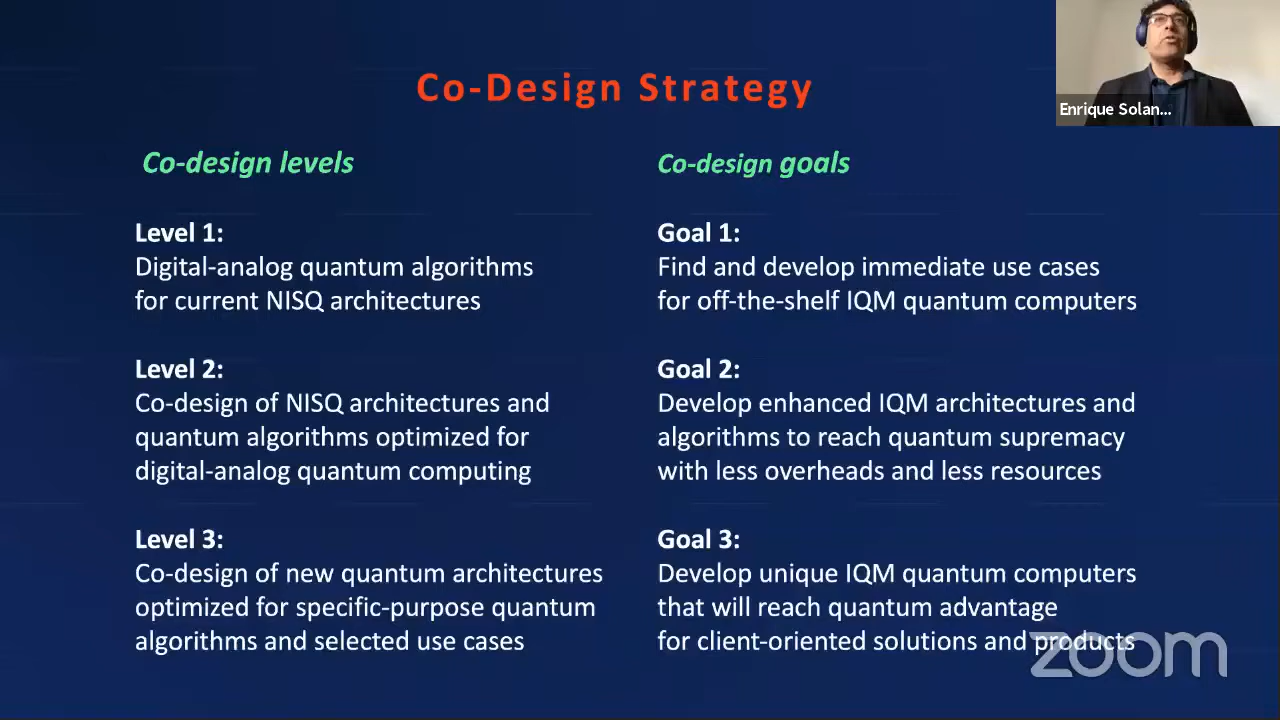 Co-Design Strategy
Enrique Solan...
Co-design levels
Level 1:
Digital-analog quantum algorithms
for current NISQ architectures
Level 2:
Co-design of NISQ architectures and
quantum algorithms optimized for
digital-analog quantum computing
Level 3:
Co-design of new quantum architectures
optimized for specific-purpose quantum
algorithms and selected use cases
Co-design goals
Goal 1:
Find and develop immediate use cases
for off-the-shelf IQM quantum computers
Goal 2:
Develop enhanced IQM architectures and
algorithms to reach quantum supremacy
with less overheads and less resources
Goal 3:
Develop unique IQM quantum computers
that will reach quantum advantage
for client-oriented solutions and products
zoom